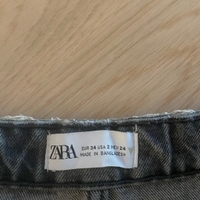 ZARA
EUR 34 USA 2 MEX 24
MADE IN BANGLADESH